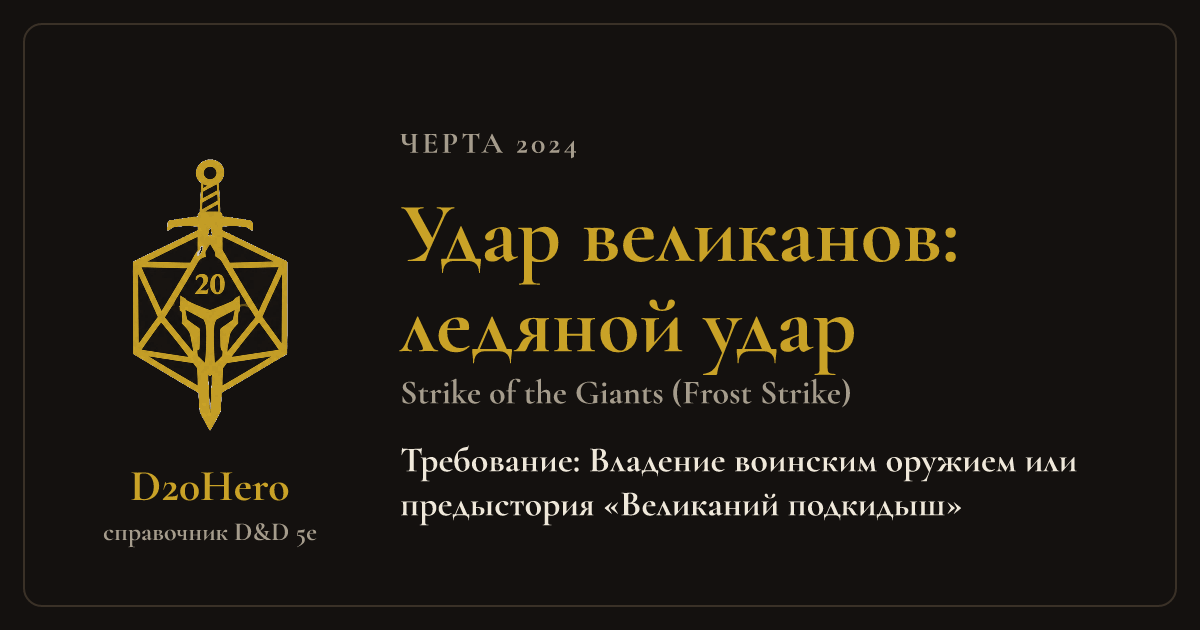 ЧЕРТА 2024
Удар великанов:
ледяной удар
Strike of the Giants (Frost Strike)
Требование: Владение воинским оружием или
предыстория «Великаний подкидыш»
20
D20Hero
справочник D&D 5e